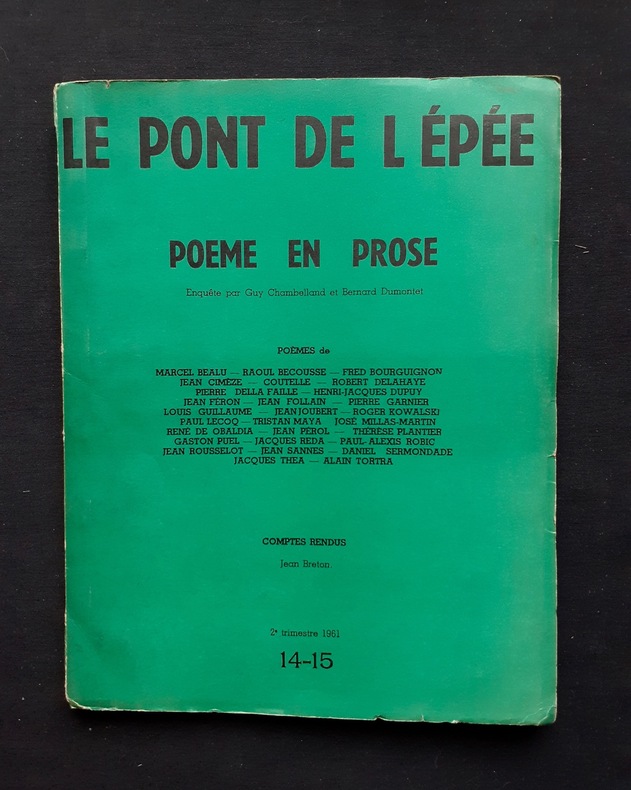 LE PONT DE L'ÉPÉE
POEME EN PROSE
Enquête par Guy Chambelland et Bernard Dumontet
POÈMES de
MARCEL BEALU — RAOUL BECOUSSE — FRED BOURGUIGNON
JEAN CIMÈZE — COUTELLE — ROBERT DELAHAYE
PIERRE DELLA FAILLE — HENRI-JACQUES DUPUY
JEAN FÉRON — JEAN FOLLAIN — PIERRE GARNIER
LOUIS GUILLAUME — JEAN JOUBERT — ROGER KOWALSKI
PAUL LECOQ — TRISTAN MAYA JOSÉ MILLAS-MARTIN
RENÉ DE OBALDIA — JEAN PÉROL — THÉRÈSE PLANTIER
GASTON PUEL — JACQUES REDA — PAUL-ALEXIS ROBIC
JEAN ROUSSELOT — JEAN SANNES — DANIEL SERMONDADE
JACQUES THEA — ALAIN TORTRA
COMPTES RENDUS
Jean Breton.
2e trimestre 1961
14-15